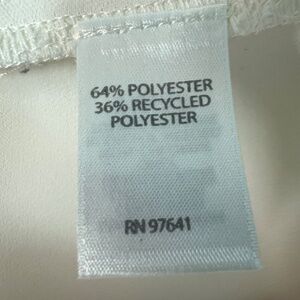 64% POLYESTER
36% RECYCLED
POLYESTER
RN 97641